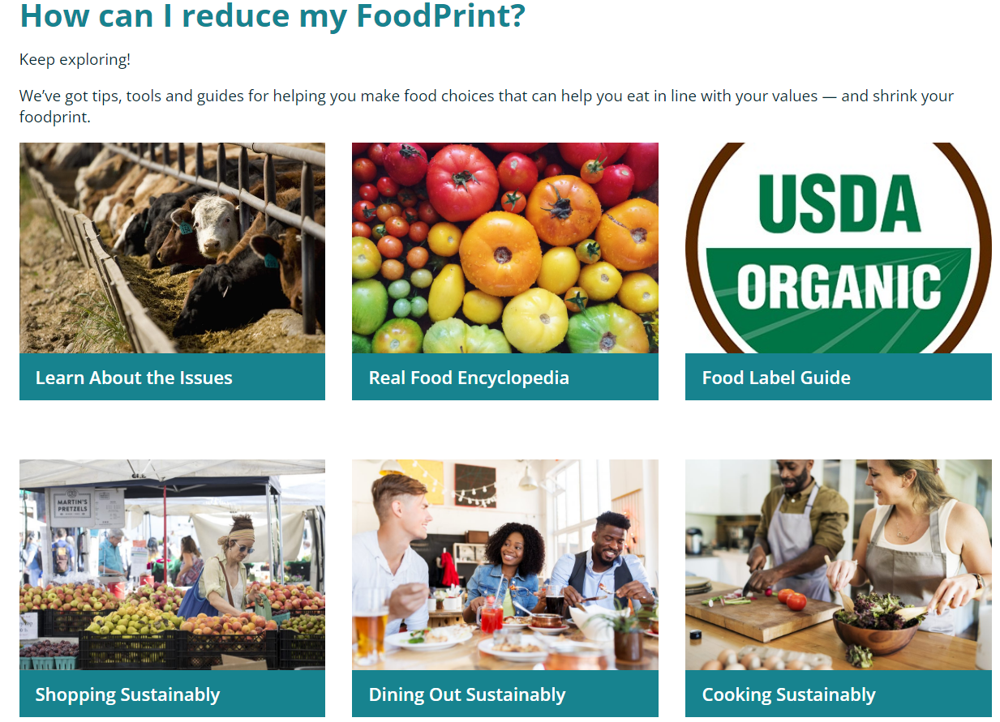 How can I reduce my FoodPrint?
Keep exploring!
We’ve got tips, tools and guides for helping you make food choices that can help you eat in line with your values — and shrink your
foodprint.
USDA
ORGANIC
Learn About the Issues
Real Food Encyclopedia
Food Label Guide
MARTIN'S
PRETZELS
Shopping Sustainably
Dining Out Sustainably
Cooking Sustainably